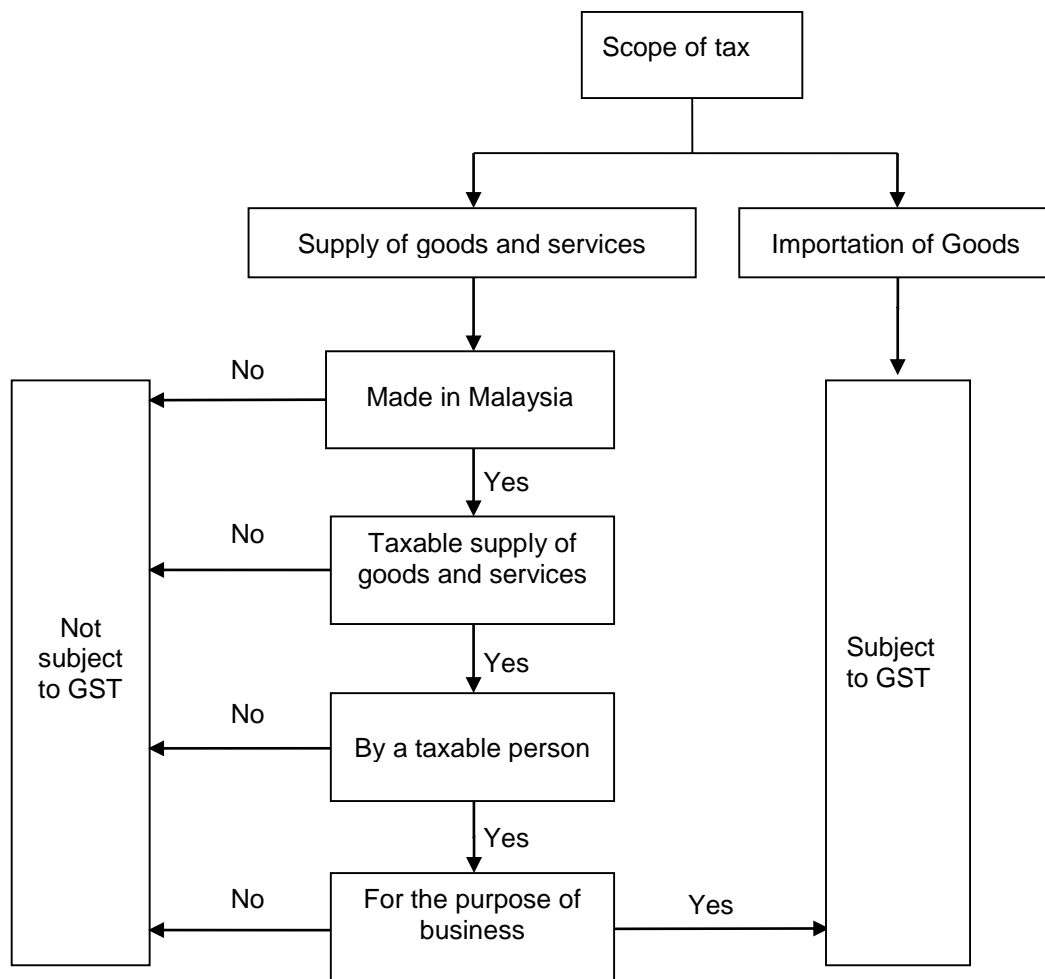 Scope of tax
Supply of goods and services
Importation of Goods
No
Made in Malaysia
Yes
No
Taxable supply of
goods and services
Not
subject
to GST
Subject
to GST
Yes
No
By a taxable person
Yes
No
For the purpose of
business
Yes